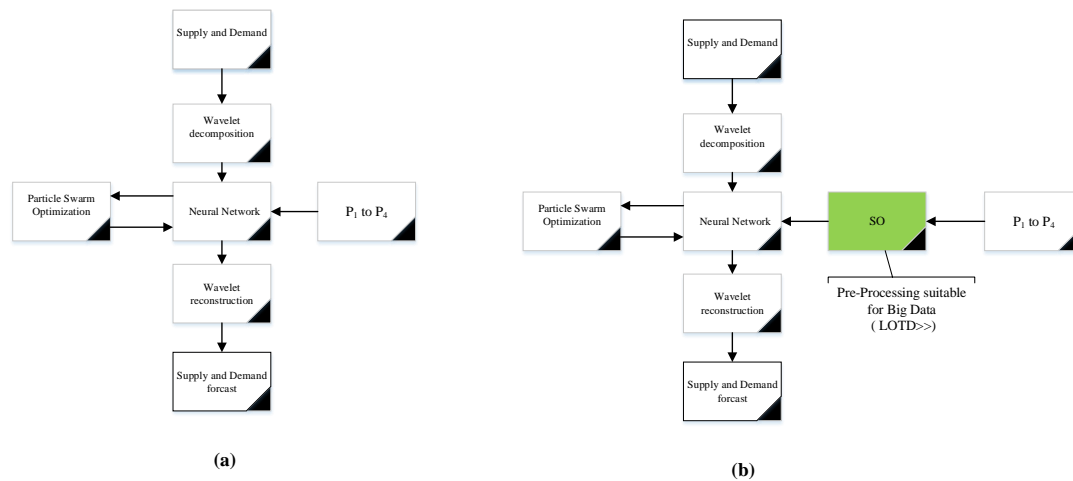 Supply and Demand
Wavelet
decomposition
Particle Swarm
Optimization
Neural Network
P₁ to P₄
Wavelet
reconstruction
Supply and Demand
forcast
(a)
Supply and Demand
Wavelet
decomposition
Particle Swarm
Optimization
Neural Network
SO
P₁ to P₄
Wavelet
reconstruction
Pre-Processing suitable
for Big Data
( LOTD>>)
Supply and Demand
forcast
(b)